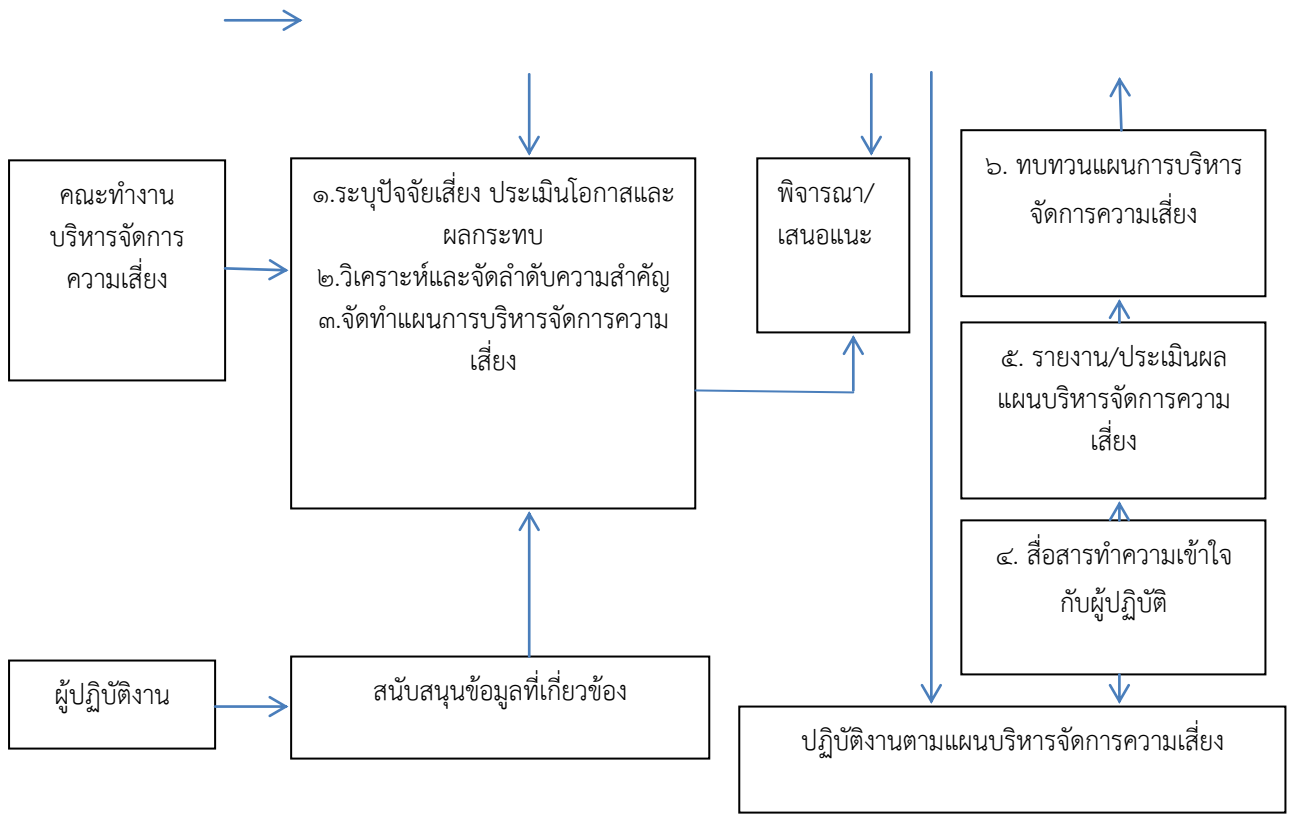 คณะทำงาน
บริหารจัดการ
ความเสี่ยง
๑.ระบุปัจจัยเสี่ยง ประเมินโอกาสและ
ผลกระทบ
๒.วิเคราะห์และจัดลำดับความสำคัญ
๓.จัดทำแผนการบริหารจัดการความ
เสี่ยง
พิจารณา/
เสนอแนะ
๖. ทบทวนแผนการบริหาร
จัดการความเสี่ยง
๕. รายงาน/ประเมินผล
แผนบริหารจัดการความ
เสี่ยง
๔. สื่อสารทำความเข้าใจ
กับผู้ปฏิบัติ
ผู้ปฏิบัติงาน
สนับสนุนข้อมูลที่เกี่ยวข้อง
ปฏิบัติงานตามแผนบริหารจัดการความเสี่ยง